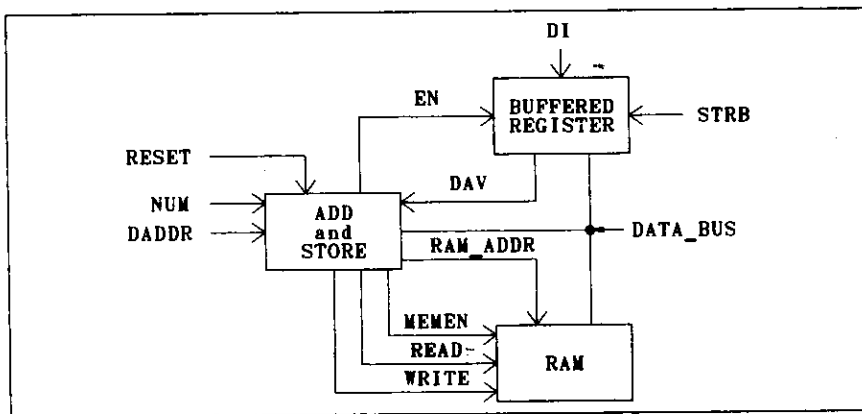 DI
EN
BUFFERED
REGISTER
STRB
RESET
DAV
NUM
ADD
and
STORE
DADDR
DATA_BUS
RAM_ADDR
MEMEN
READ
RAM
WRITE